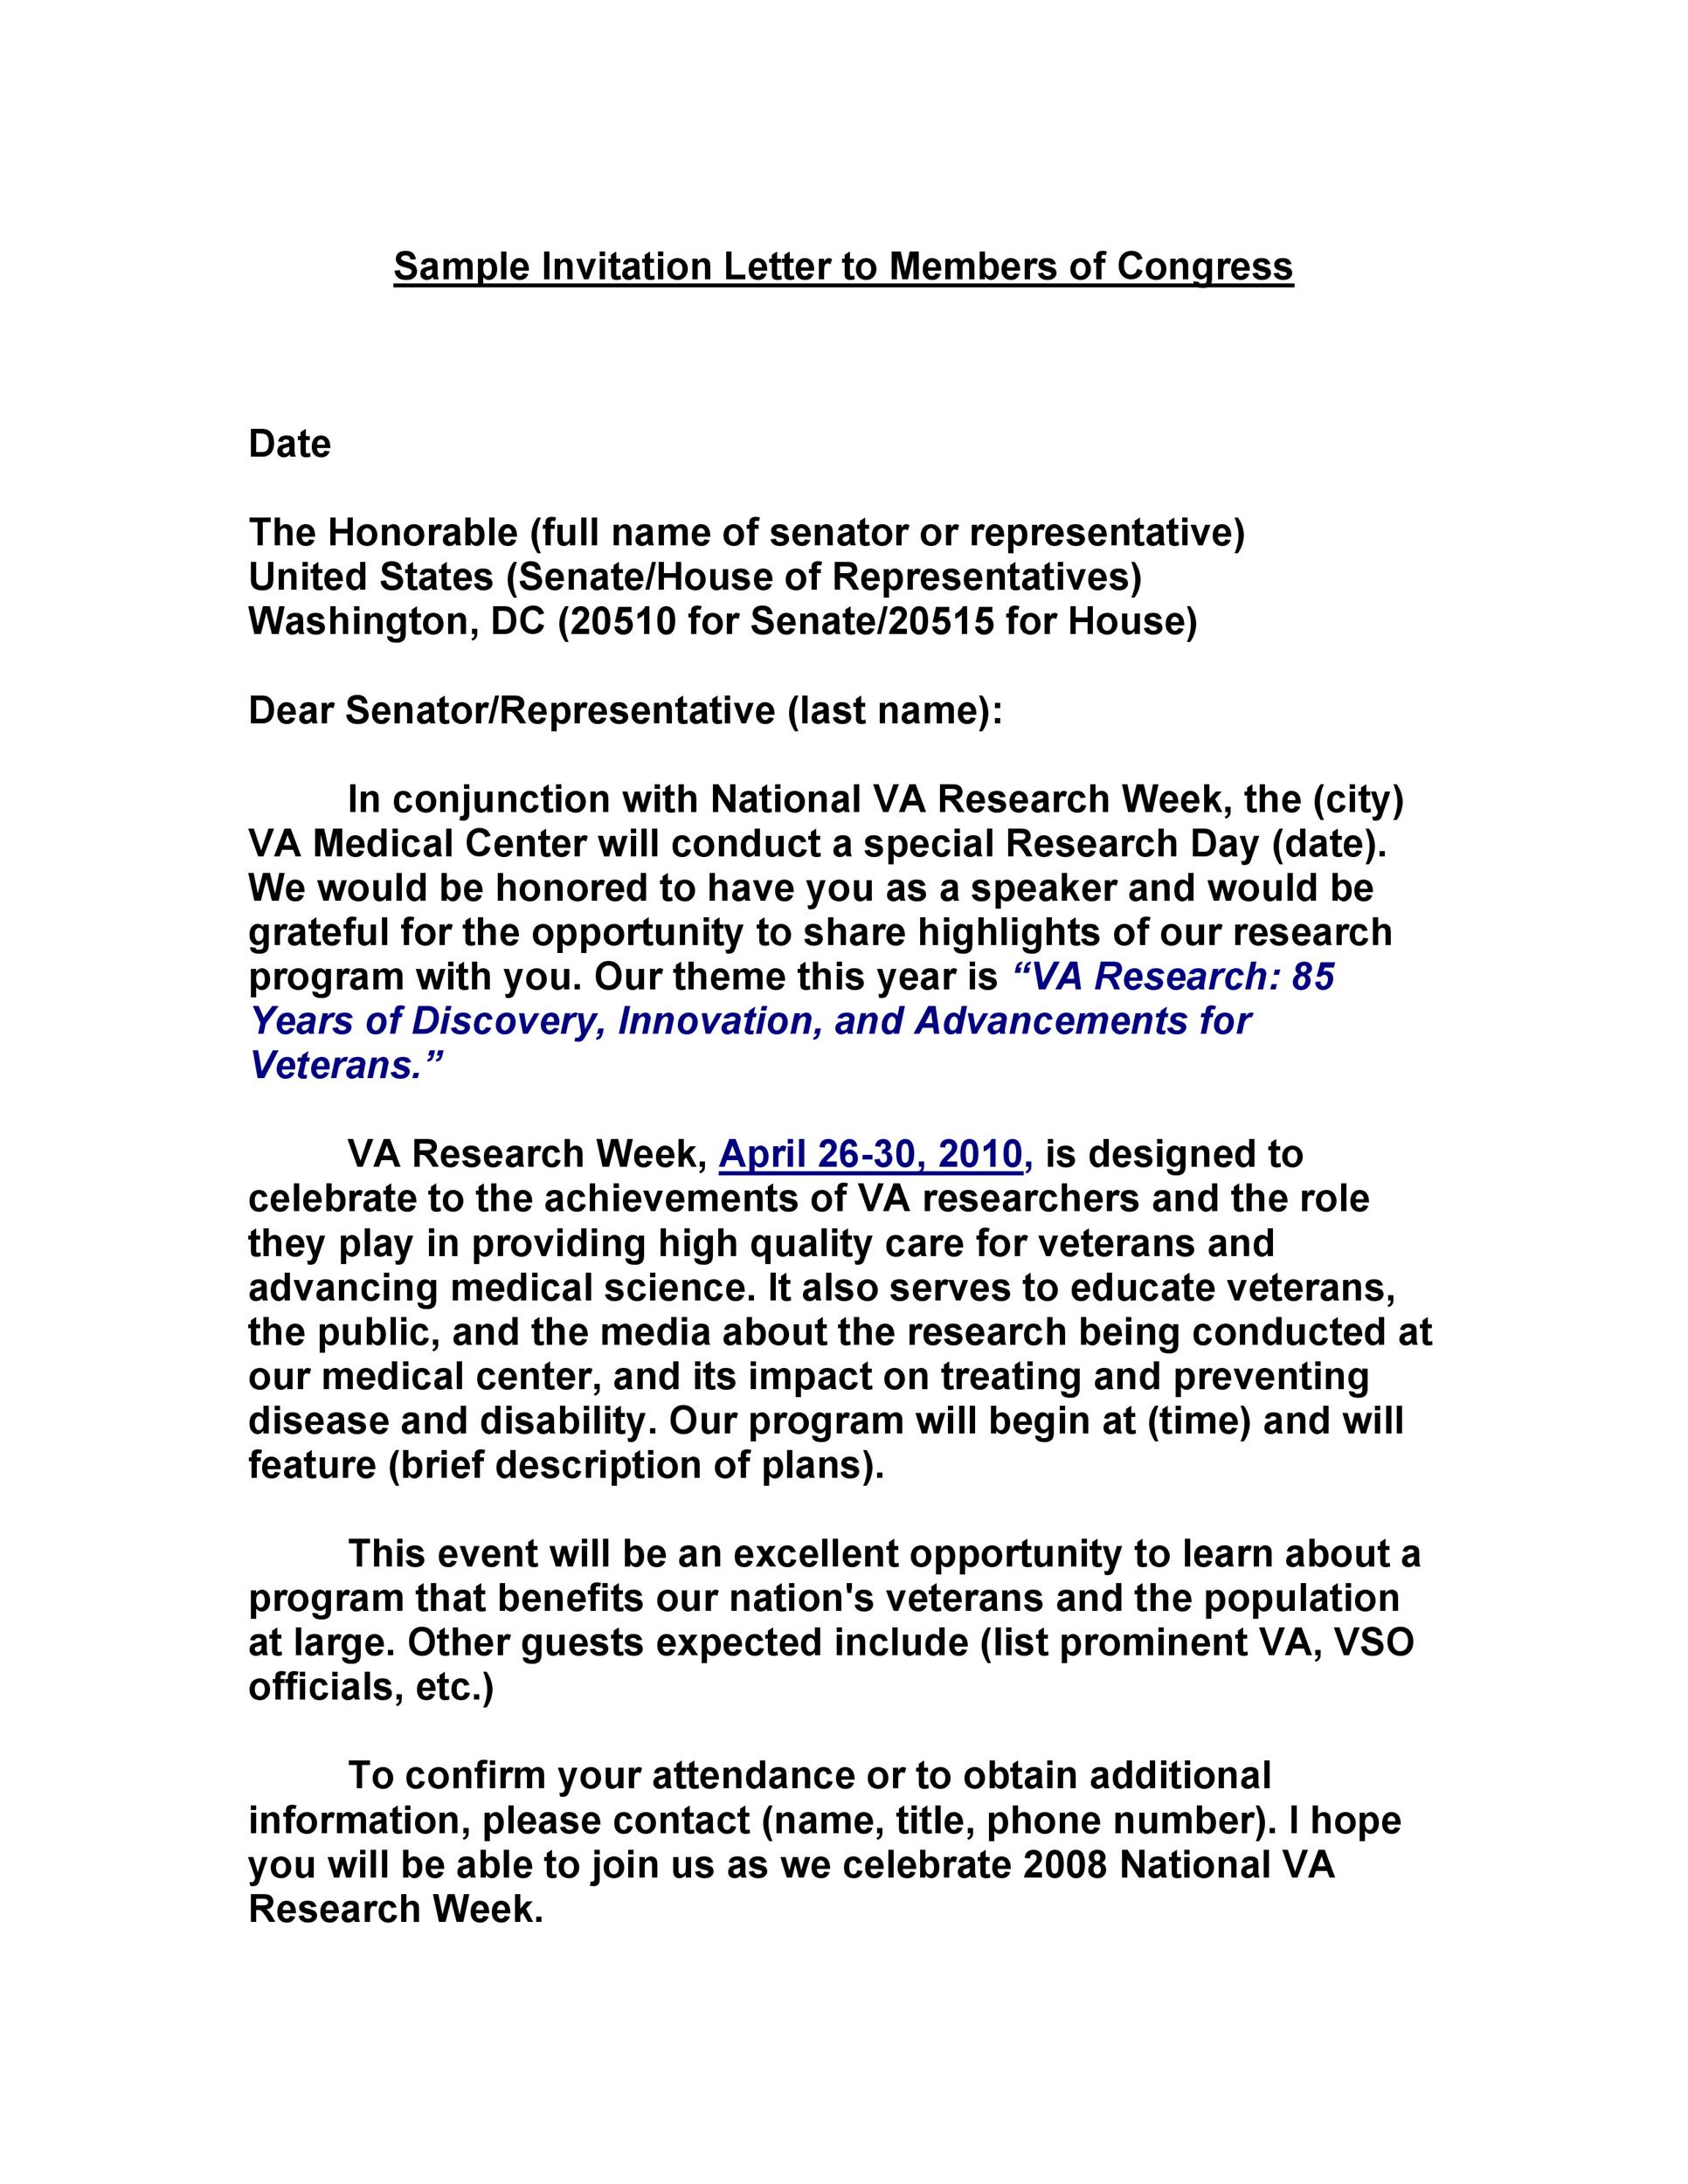 Sample Invitation Letter to Members of Congress
Date
The Honorable (full name of senator or representative)
United States (Senate/House of Representatives)
Washington, DC (20510 for Senate/20515 for House)
Dear Senator/Representative (last name):
In conjunction with National VA Research Week, the (city)
VA Medical Center will conduct a special Research Day (date).
We would be honored to have you as a speaker and would be
grateful for the opportunity to share highlights of our research
program with you. Our theme this year is “VA Research: 85
Years of Discovery, Innovation, and Advancements for
Veterans.”
VA Research Week, April 26-30, 2010, is designed to
celebrate to the achievements of VA researchers and the role
they play in providing high quality care for veterans and
advancing medical science. It also serves to educate veterans,
the public, and the media about the research being conducted at
our medical center, and its impact on treating and preventing
disease and disability. Our program will begin at (time) and will
feature (brief description of plans).
This event will be an excellent opportunity to learn about a
program that benefits our nation's veterans and the population
at large. Other guests expected include (list prominent VA, VSO
officials, etc.)
To confirm your attendance or to obtain additional
information, please contact (name, title, phone number). I hope
you will be able to join us as we celebrate 2008 National VA
Research Week.